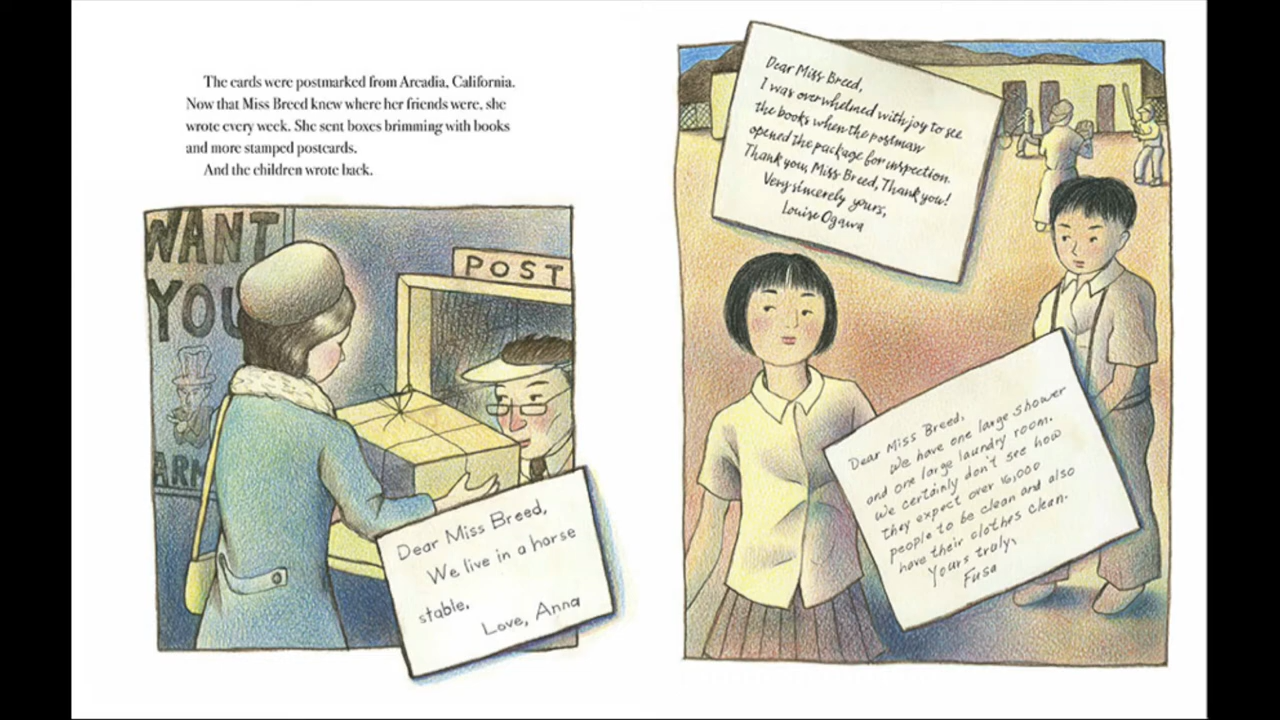 The cards were postmarked from Arcadia, California.
Now that Miss Breed knew where her friends were, she
wrote every week. She sent boxes brimming with books
and more stamped postcards.
And the children wrote back.
WANT
YOU
ARM
POST
Dear Miss Breed,
We live in a horse
stable.
Love, Anna
Dear Miss Breed,
I was overwhelmed with joy to see
the books when the postman
opened the package for inspection.
Thank you, Miss Breed, Thank you!
Very sincerely yours,
Louise Ogawa
Dear Miss Breed,
We have one large shower
and one large laundry room.
We certainly don't see how
they expect over 16,000
people to be clean and also
have their clothes clean.
Yours truly,
Fusa